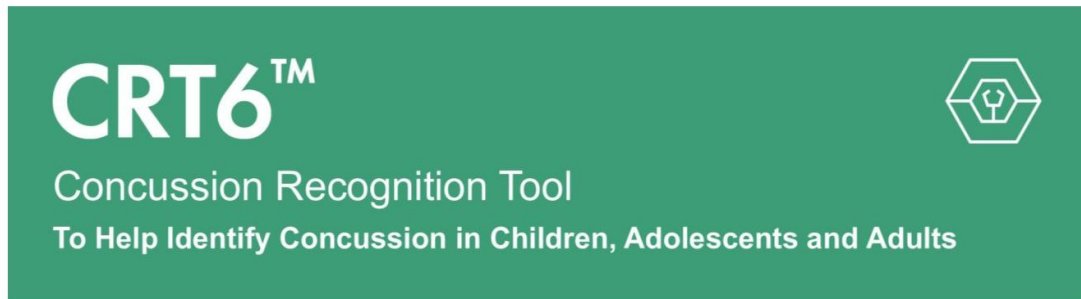 CRT6™
Concussion Recognition Tool
To Help Identify Concussion in Children, Adolescents and Adults